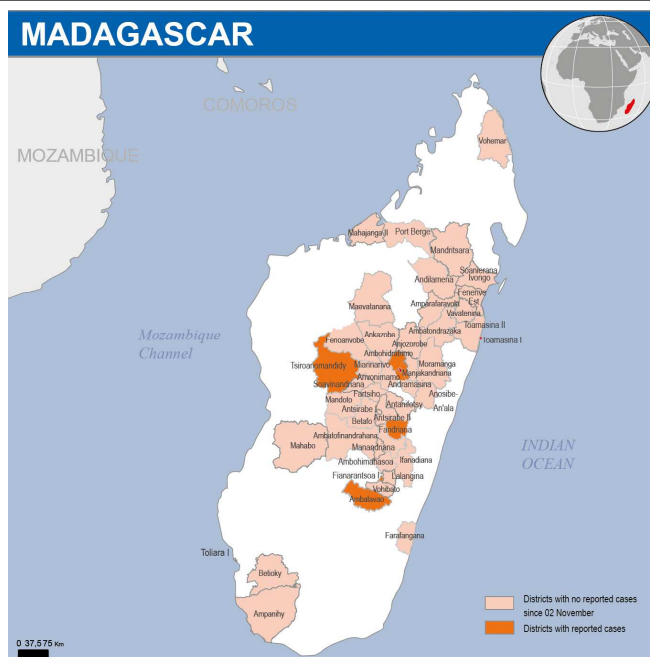 MADAGASCAR
COMOROS
MOZAMBIQUE
Vohemar
Mahajanga II
Port Berge
Mandritsara
Soanierana
Ivongo
Andilamena
Fenerive
Est
Maevatanana
Amparafaravola
Vavatenina
Toamasina II
Ambatondrazaka
Toamasina I
Mozambique
Channel
Ankazobe
Fenoarivobe
Anjozorobe
Ambohidratrimo
Tsiroanomandidy
Miarinarivo
Moramanga
Manjakandriana
Arivonimamo
Soavinandriana
Andramasina
Faratsiho
Anosibe-
An'ala
Mandoto
Antanifotsy
Antsirabe I
Antsirabe II
Betafo
Fandriana
Ambatofinandrahana
Mahabo
Manandriana
INDIAN
OCEAN
Ambohimahasoa
Ifanadiana
Fianarantsoa I
Lalangina
Vohibato
Ambalavao
Farafangana
Toliara I
Betioky
Ampanihy
Districts with no reported cases
since 02 November
Districts with reported cases
0 37,575 Km